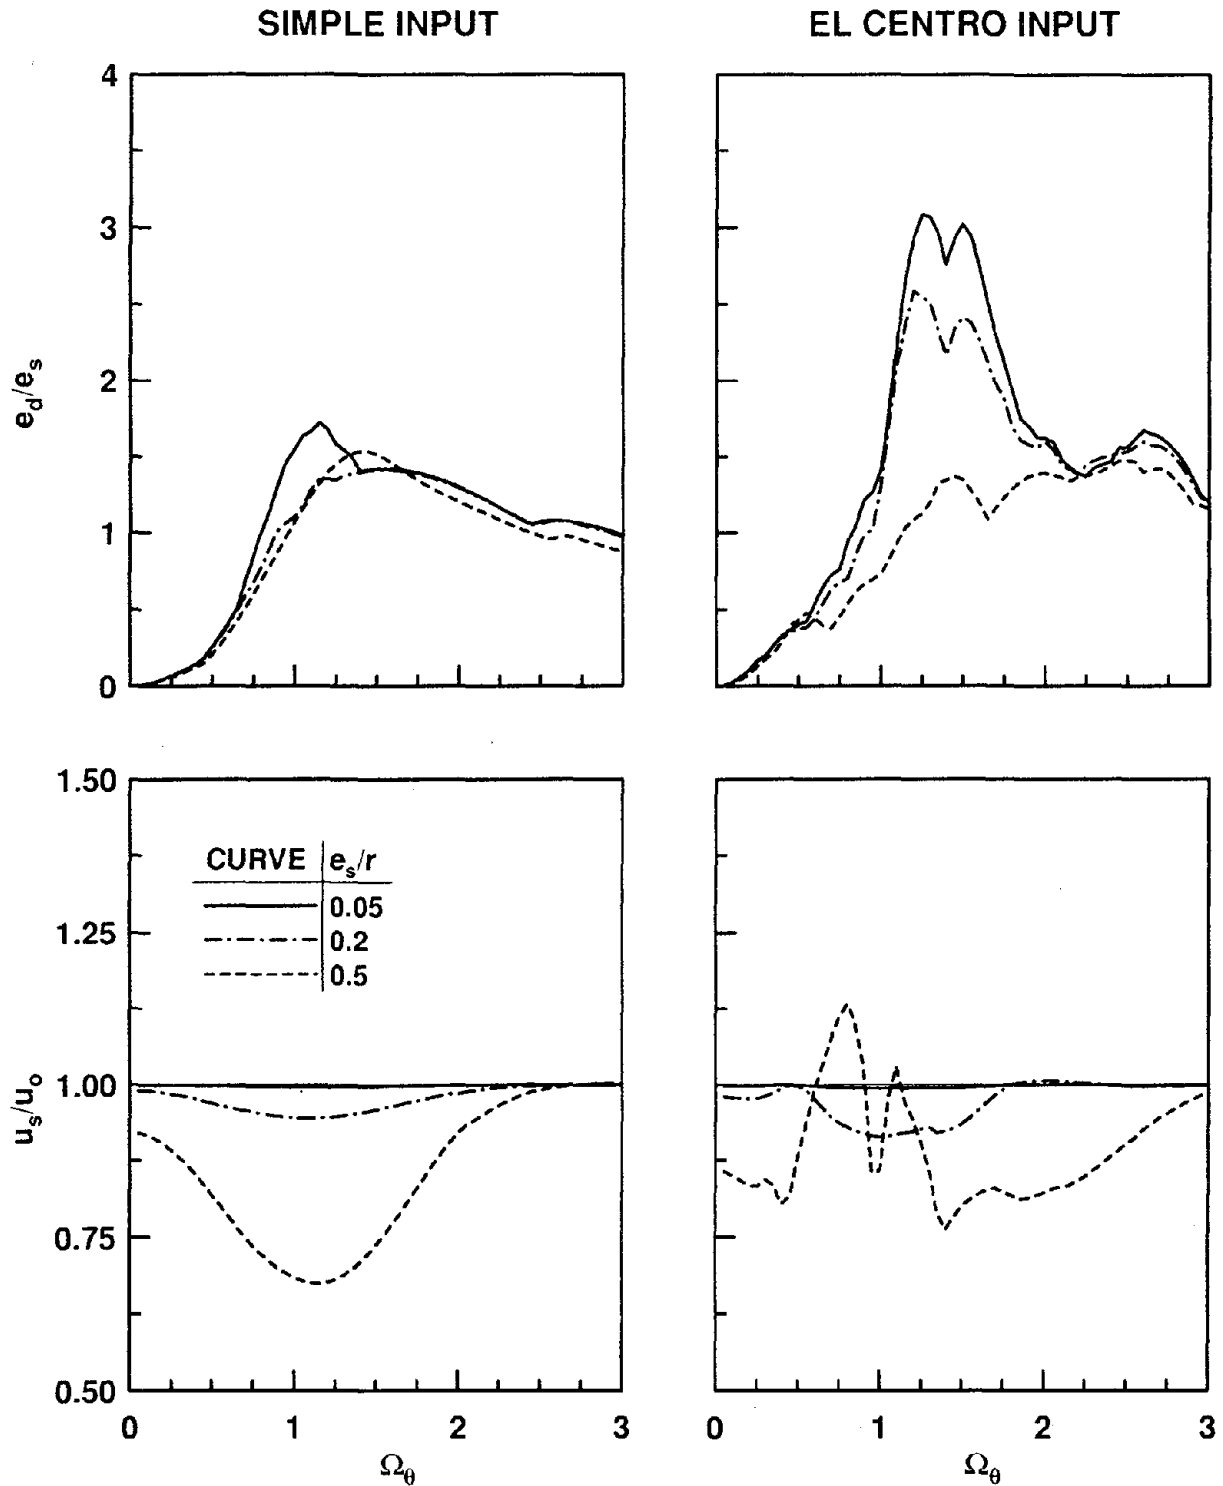 SIMPLE INPUT
EL CENTRO INPUT
4
3
2
1
0
e_d/e_s
1.50
1.25
1.00
0.75
0.50
u_s/u_o
CURVE e_s/r
0.05
0.2
0.5
0 1 2 3
0 1 2 3
Ω_θ
Ω_θ